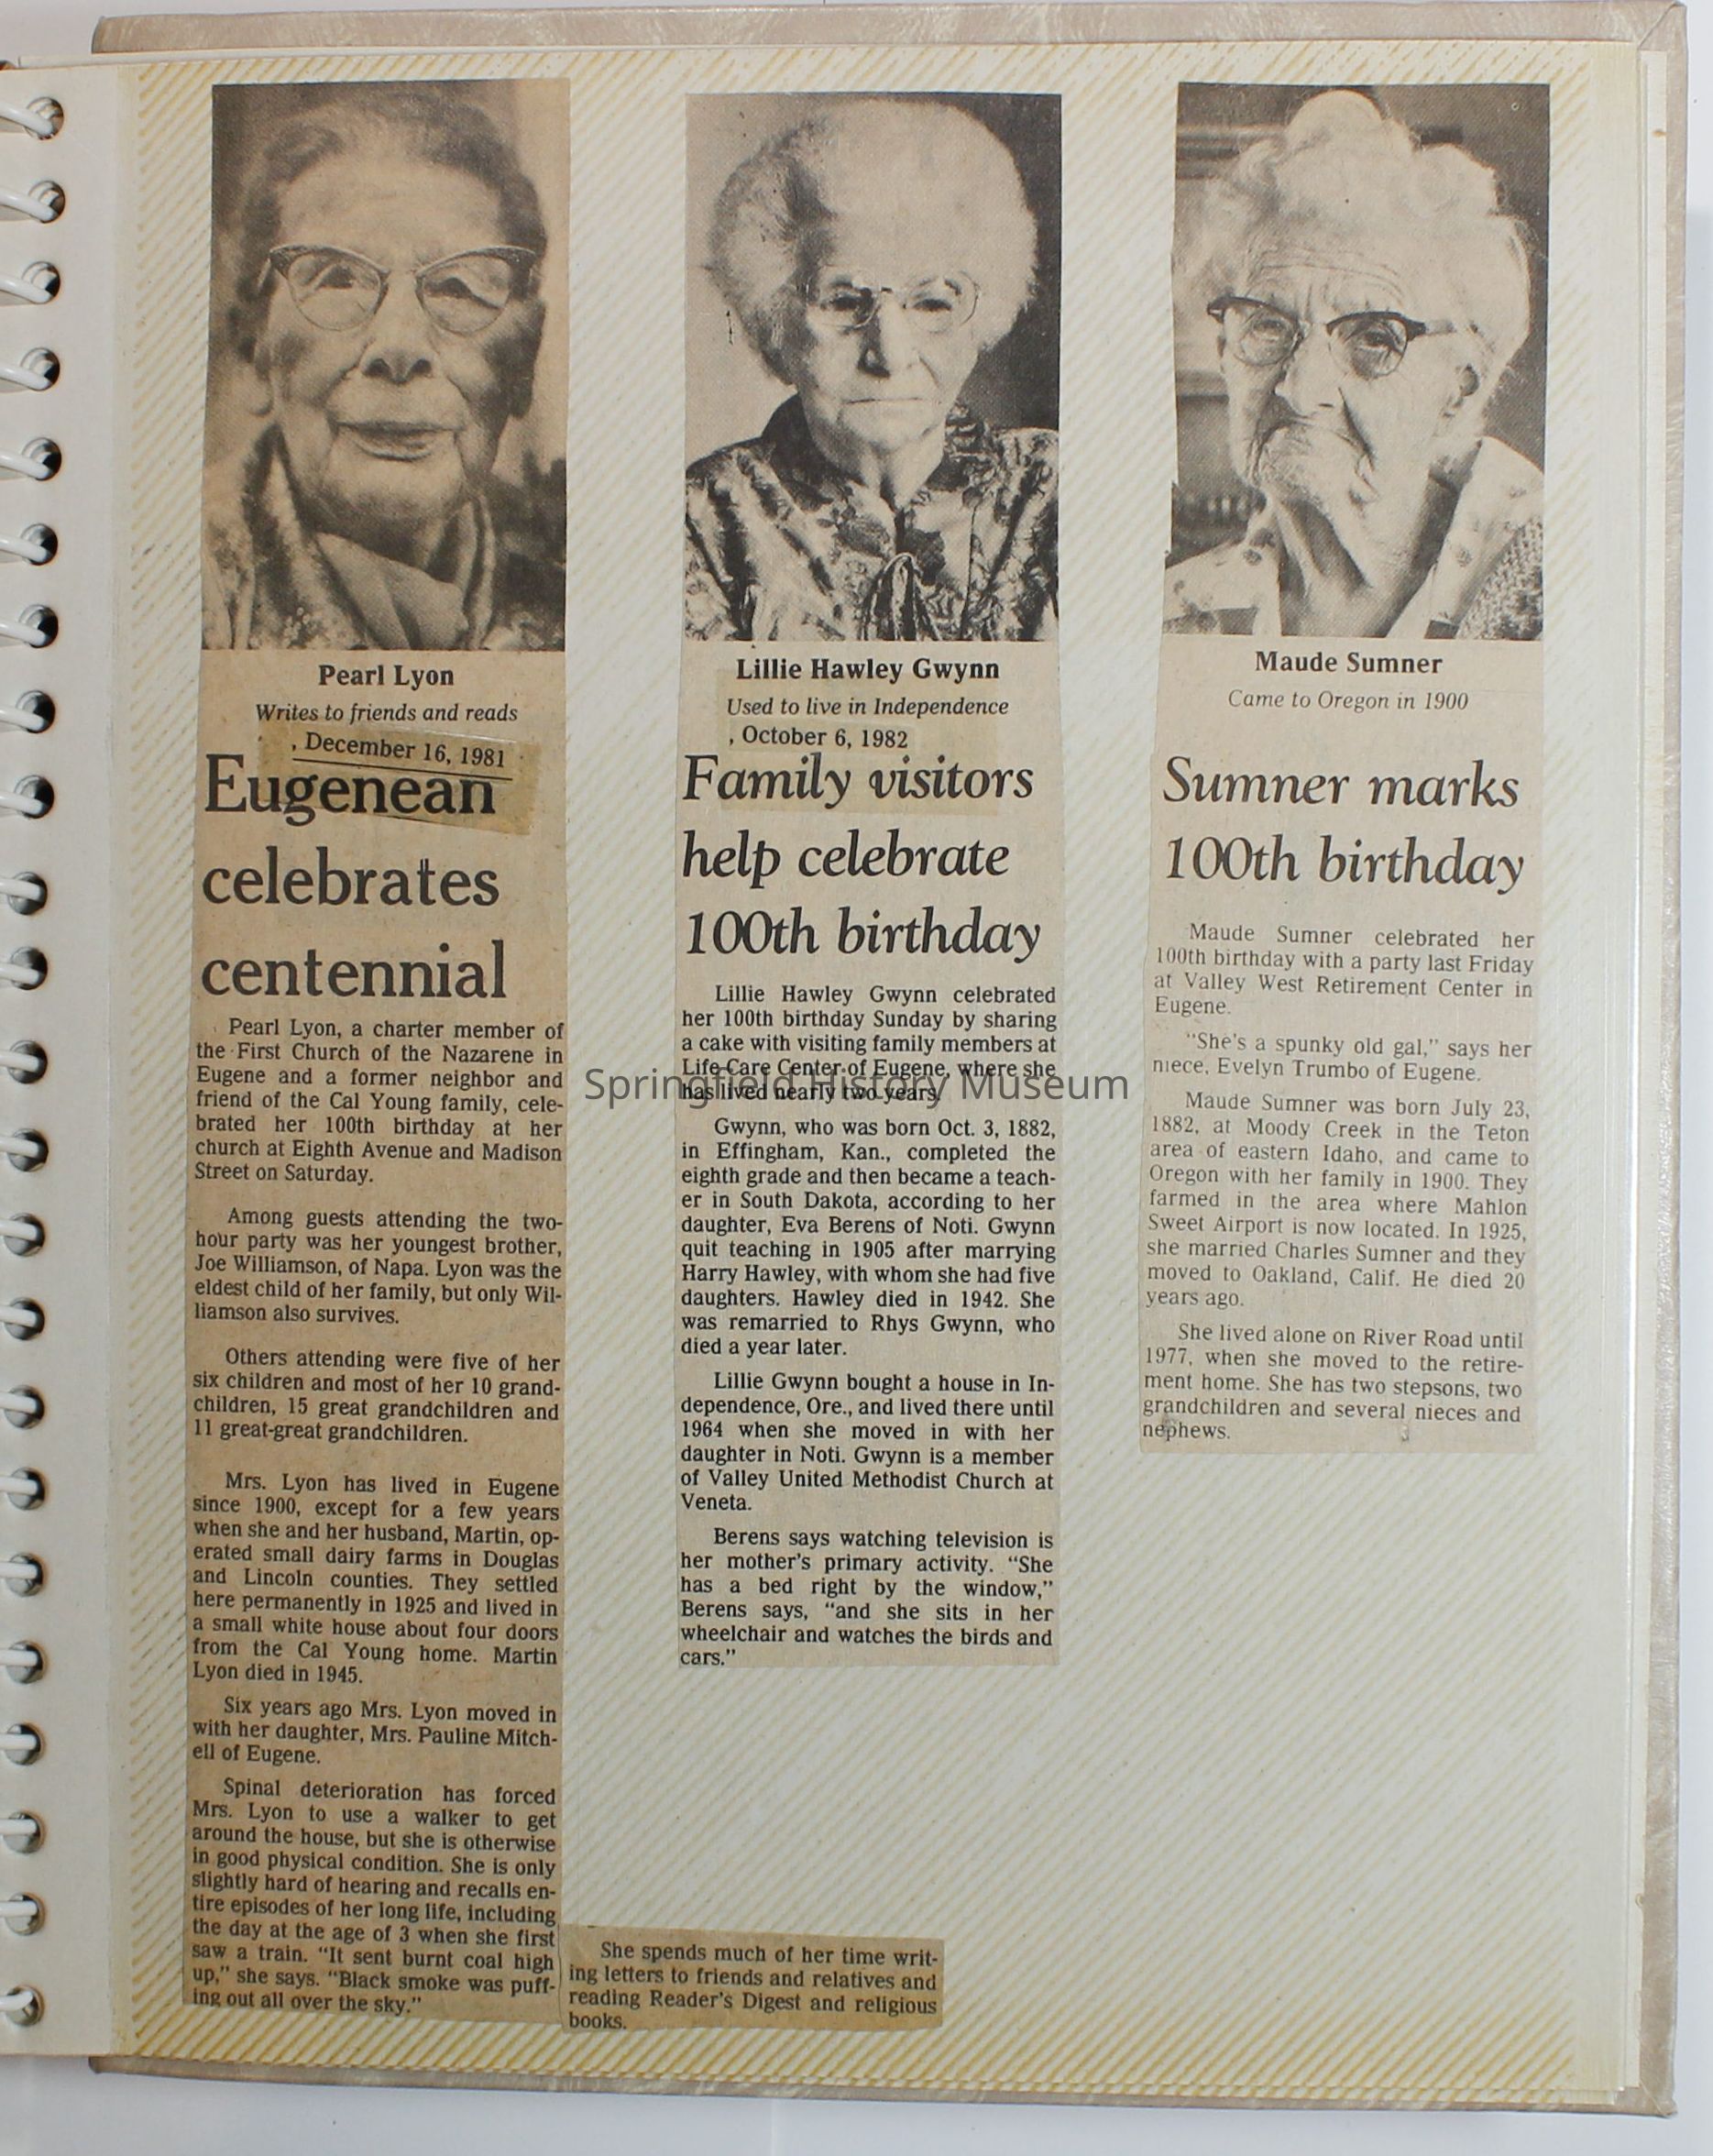 Pearl Lyon
Writes to friends and reads
, December 16, 1981
Eugenean
celebrates
centennial
Pearl Lyon, a charter member of
the First Church of the Nazarene in
Eugene and a former neighbor and
friend of the Cal Young family, cele-
brated her 100th birthday at her
church at Eighth Avenue and Madison
Street on Saturday.
Among guests attending the two-
hour party was her youngest brother,
Joe Williamson, of Napa. Lyon was the
eldest child of her family, but only Wil-
liamson also survives.
Others attending were five of her
six children and most of her 10 grand-
children, 15 great grandchildren and
11 great-great grandchildren.
Mrs. Lyon has lived in Eugene
since 1900, except for a few years
when she and her husband, Martin, op-
erated small dairy farms in Douglas
and Lincoln counties. They settled
here permanently in 1925 and lived in
a small white house about four doors
from the Cal Young home. Martin
Lyon died in 1945.
Six years ago Mrs. Lyon moved in
with her daughter, Mrs. Pauline Mitch-
ell of Eugene.
Spinal deterioration has forced
Mrs. Lyon to use a walker to get
around the house, but she is otherwise
in good physical condition. She is only
slightly hard of hearing and recalls en-
tire episodes of her long life, including
the day at the age of 3 when she first
saw a train. "It sent burnt coal high
up," she says. "Black smoke was puff-
ing out all over the sky."
She spends much of her time writ-
ing letters to friends and relatives and
reading Reader's Digest and religious
books.
Lillie Hawley Gwynn
Used to live in Independence
, October 6, 1982
Family visitors
help celebrate
100th birthday
Lillie Hawley Gwynn celebrated
her 100th birthday Sunday by sharing
a cake with visiting family members at
Life Care Center of Eugene, where she
has lived nearly two years.
Gwynn, who was born Oct. 3, 1882,
in Effingham, Kan., completed the
eighth grade and then became a teach-
er in South Dakota, according to her
daughter, Eva Berens of Noti. Gwynn
quit teaching in 1905 after marrying
Harry Hawley, with whom she had five
daughters. Hawley died in 1942. She
was remarried to Rhys Gwynn, who
died a year later.
Lillie Gwynn bought a house in In-
dependence, Ore., and lived there until
1964 when she moved in with her
daughter in Noti. Gwynn is a member
of Valley United Methodist Church at
Veneta.
Berens says watching television is
her mother's primary activity. "She
has a bed right by the window,"
Berens says, "and she sits in her
wheelchair and watches the birds and
cars."
Maude Sumner
Came to Oregon in 1900
Sumner marks
100th birthday
Maude Sumner celebrated her
100th birthday with a party last Friday
at Valley West Retirement Center in
Eugene.
"She's a spunky old gal," says her
niece, Evelyn Trumbo of Eugene.
Maude Sumner was born July 23,
1882, at Moody Creek in the Teton
area of eastern Idaho, and came to
Oregon with her family in 1900. They
farmed in the area where Mahlon
Sweet Airport is now located. In 1925,
she married Charles Sumner and they
moved to Oakland, Calif. He died 20
years ago.
She lived alone on River Road until
1977, when she moved to the retire-
ment home. She has two stepsons, two
grandchildren and several nieces and
nephews.
Springfield History Museum